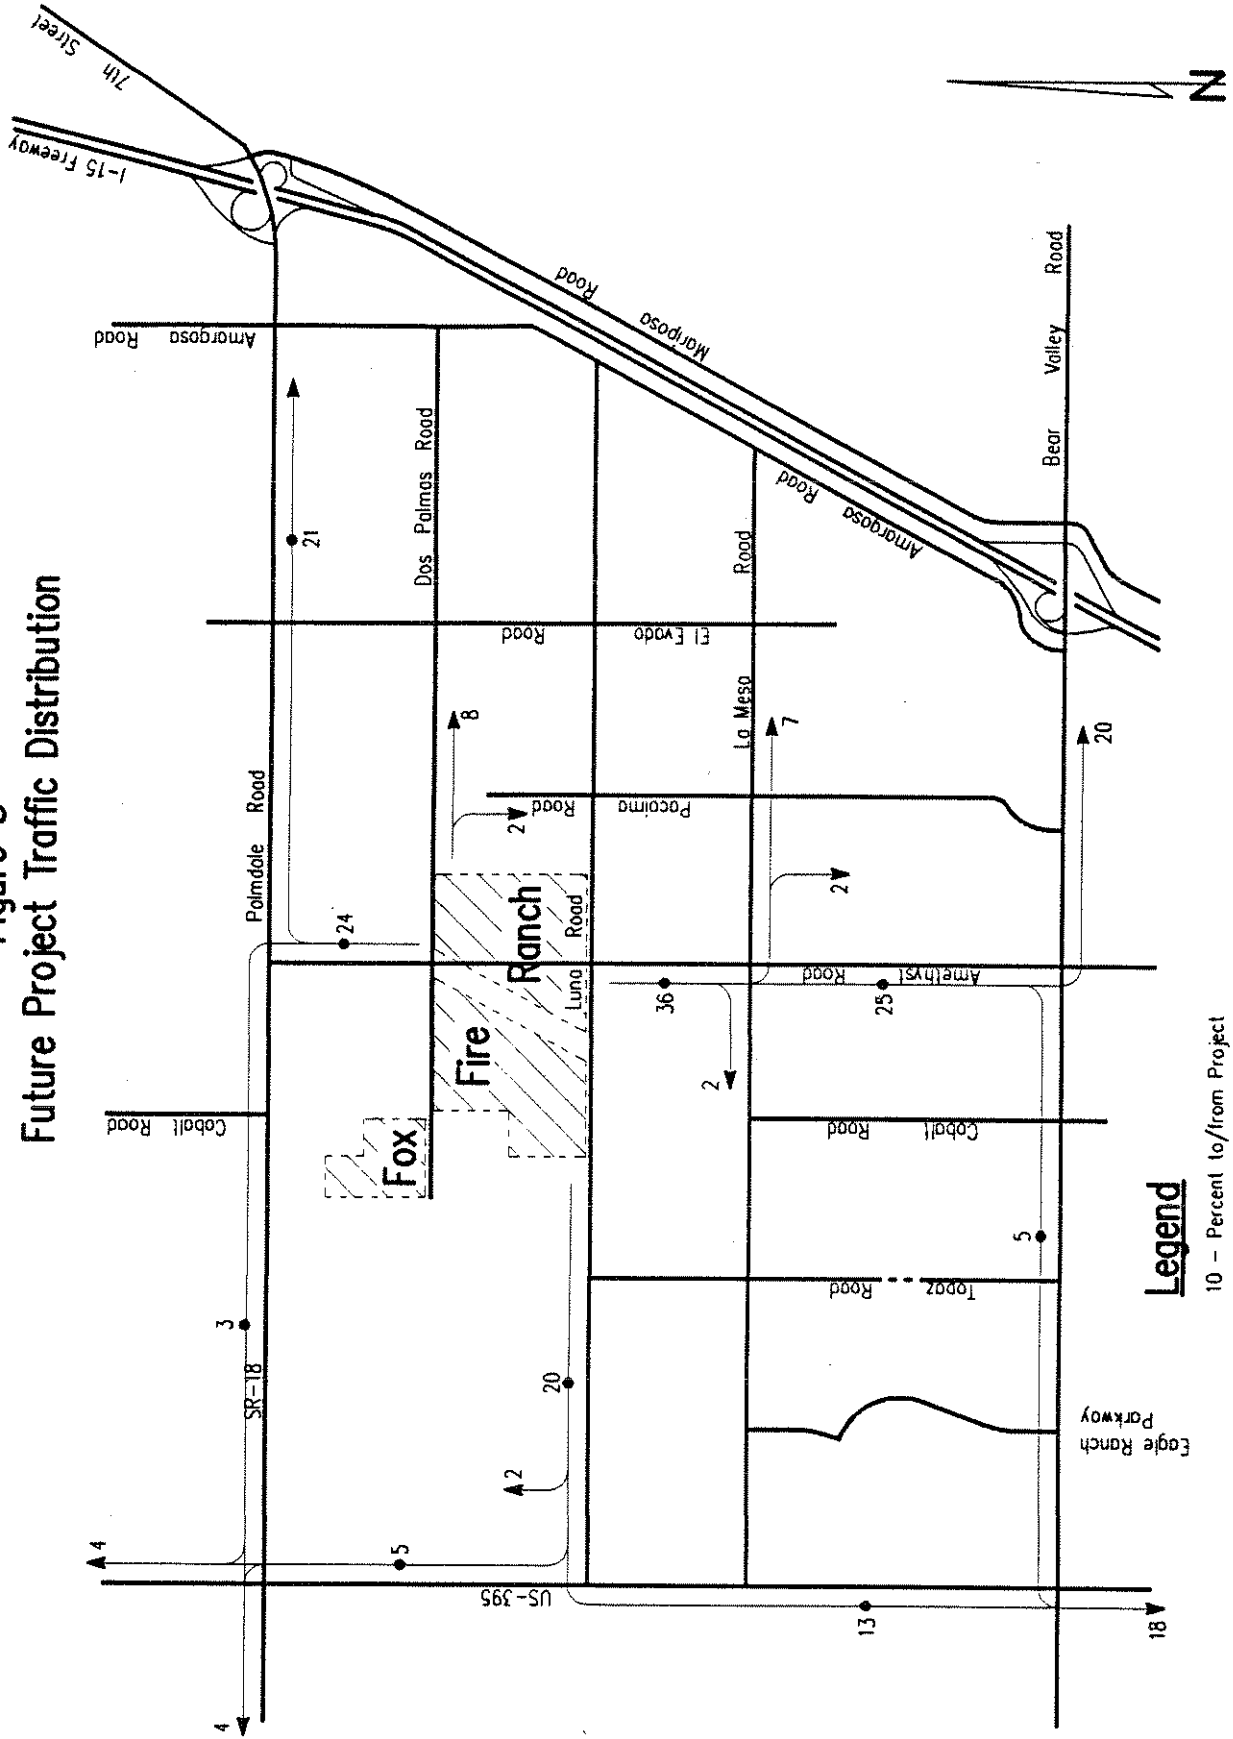 Future Project Traffic Distribution
7th
Street
I-15 Freeway
Amargosa Road
Mariposa Road
Amargosa Road
Bear Valley Road
Dos Palmas Road
Palmdale Road
El Evado Road
La Mesa Road
Pacoima Road
Luna Road
Amethyst Road
Cobalt Road
Cobalt Road
Topaz Road
Eagle Ranch
Parkway
SR-18
US-395
Fox
Fire
Ranch
21
24
8
2
7
2
20
36
25
2
3
5
20
2
4
5
4
13
18
N
Legend
10 - Percent to/from Project